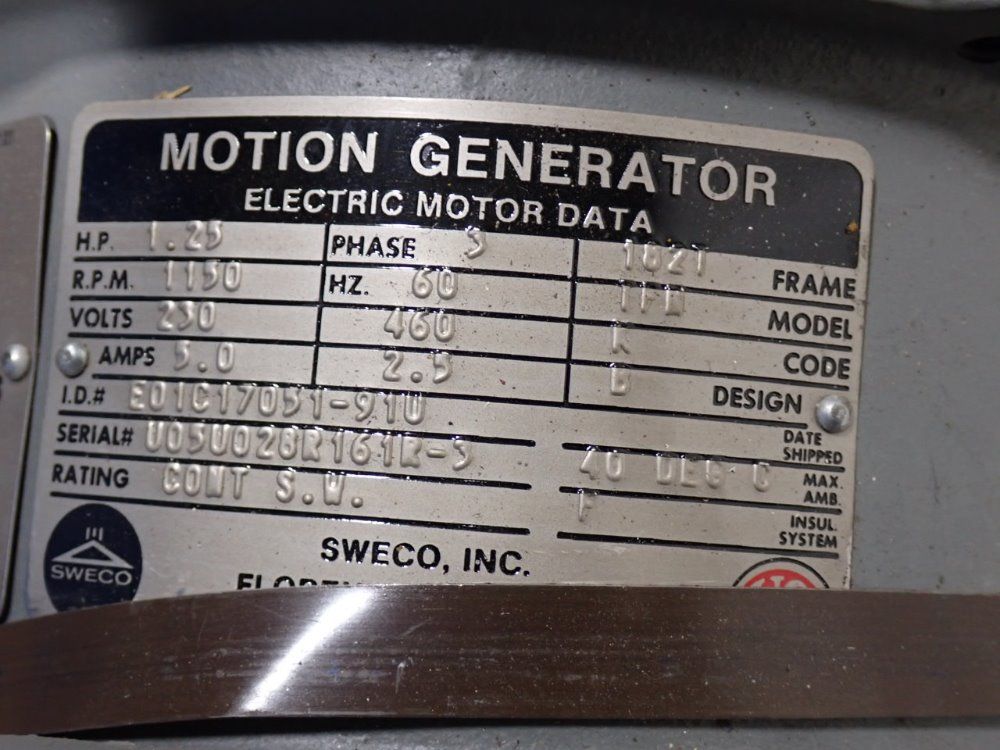 MOTION GENERATOR
ELECTRIC MOTOR DATA
H.P. 1.25 PHASE 3 182T FRAME
R.P.M. 1150 HZ. 60 MODEL
VOLTS 230 460 K CODE
AMPS 5.0 2.5 DESIGN
I.D.#
SERIAL# DATE SHIPPED
RATING CONT S.W. 40 DEG C MAX. AMB.
F INSUL. SYSTEM
SWECO
SWECO, INC.